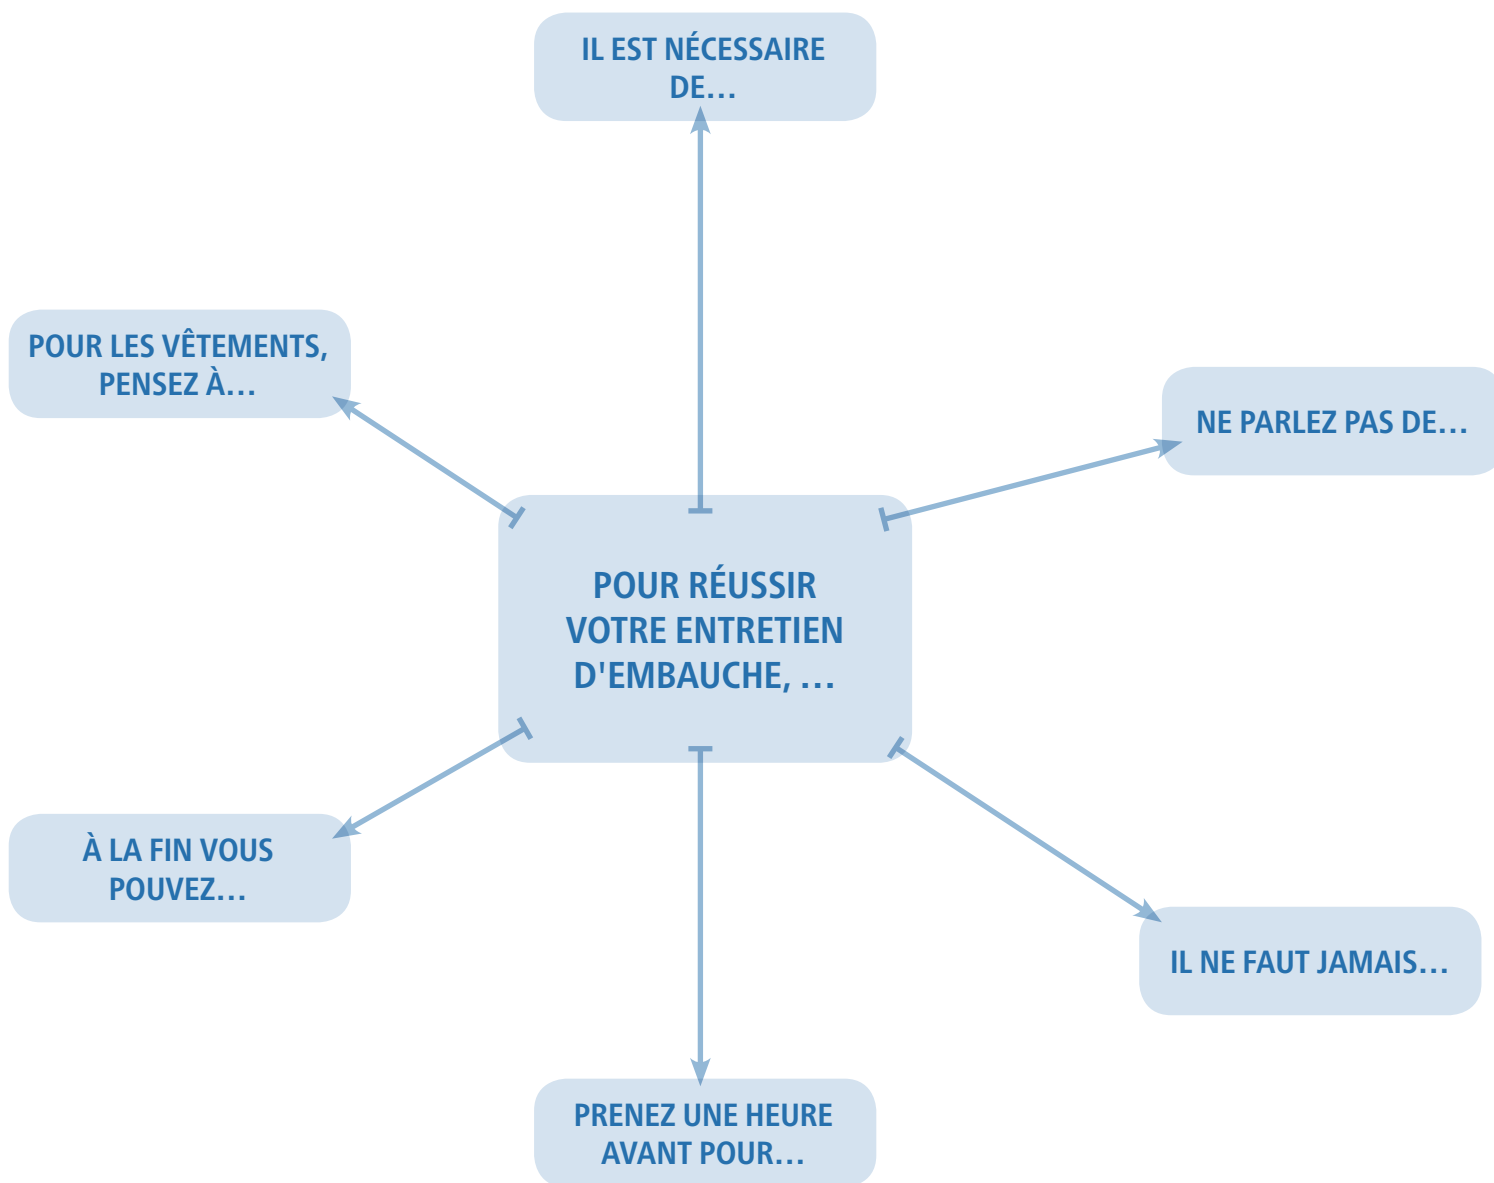 IL EST NÉCESSAIRE
DE…
POUR LES VÊTEMENTS,
PENSEZ À…
NE PARLEZ PAS DE…
POUR RÉUSSIR
VOTRE ENTRETIEN
D'EMBAUCHE, …
À LA FIN VOUS
POUVEZ…
IL NE FAUT JAMAIS…
PRENEZ UNE HEURE
AVANT POUR…